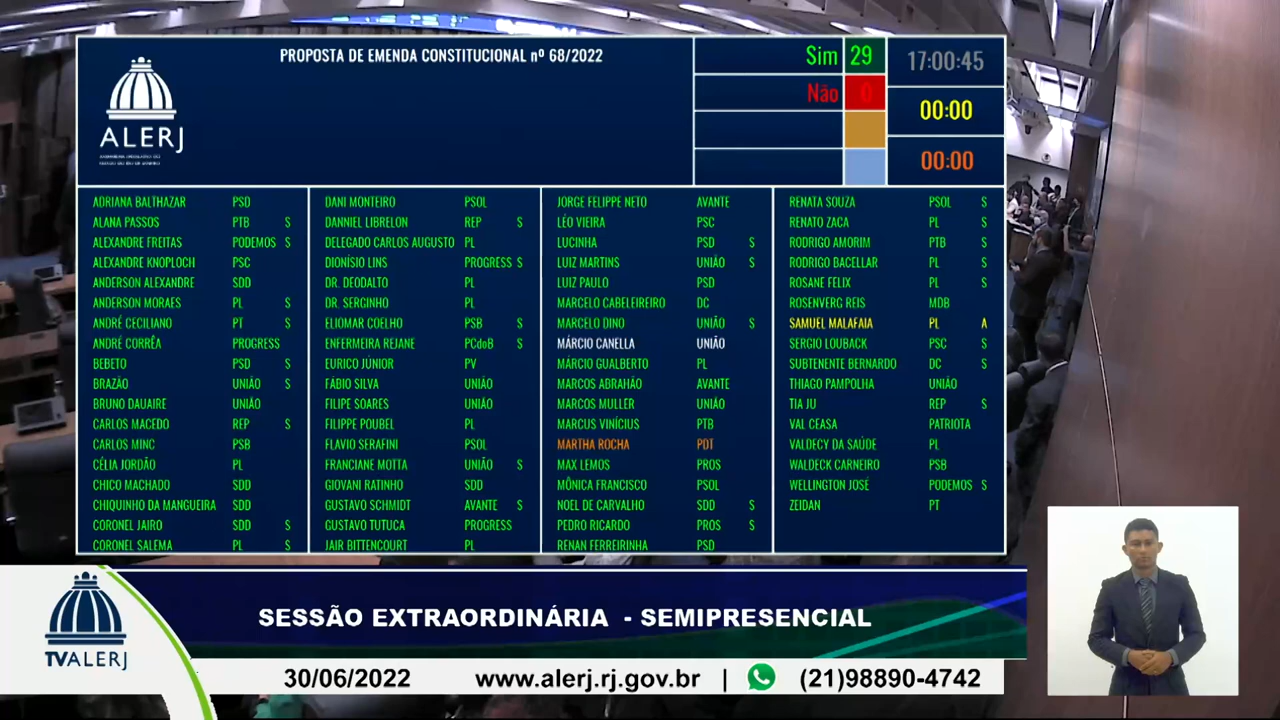 PROPOSTA DE EMENDA CONSTITUCIONAL nº 68/2022
Sim 29
Não 0
17:00:45
00:00
00:00
ALERJ
ADRIANA BALTHAZAR PSD
ALANA PASSOS PTB S
ALEXANDRE FREITAS PODEMOS S
ALEXANDRE KNOPLOCH PSC
ANDERSON ALEXANDRE SDD
ANDERSON MORAES PL S
ANDRÉ CECILIANO PT S
ANDRÉ CORRÊA PROGRESS
BEBETO PSD S
BRAZÃO UNIÃO S
BRUNO DAUAIRE UNIÃO
CARLOS MACEDO REP S
CARLOS MINC PSB
CÉLIA JORDÃO PL
CHICO MACHADO SDD
CHIQUINHO DA MANGUEIRA SDD
CORONEL JAIRO SDD S
CORONEL SALEMA PL S
DANI MONTEIRO PSOL
DANNIEL LIBRELON REP S
DELEGADO CARLOS AUGUSTO PL
DIONÍSIO LINS PROGRESS S
DR. DEODALTO PL
DR. SERGINHO PL
ELIOMAR COELHO PSB S
ENFERMEIRA REJANE PCdoB S
EURICO JÚNIOR PV
FÁBIO SILVA UNIÃO
FILIPE SOARES UNIÃO
FILIPPE POUBEL PL
FLAVIO SERAFINI PSOL
FRANCIANE MOTTA UNIÃO S
GIOVANI RATINHO SDD
GUSTAVO SCHMIDT AVANTE S
GUSTAVO TUTUCA PROGRESS
JAIR BITTENCOURT PL
JORGE FELIPPE NETO AVANTE
LÉO VIEIRA PSC
LUCINHA PSD S
LUIZ MARTINS UNIÃO S
LUIZ PAULO PSD
MARCELO CABELEIREIRO DC
MARCELO DINO UNIÃO S
MÁRCIO CANELLA UNIÃO
MÁRCIO GUALBERTO PL
MARCOS ABRAHÃO AVANTE
MARCOS MULLER UNIÃO
MARCUS VINÍCIUS PTB
MARTHA ROCHA PDT
MAX LEMOS PROS
MÔNICA FRANCISCO PSOL
NOEL DE CARVALHO SDD S
PEDRO RICARDO PROS S
RENAN FERREIRINHA PSD
RENATA SOUZA PSOL S
RENATO ZACA PL S
RODRIGO AMORIM PTB S
RODRIGO BACELLAR PL S
ROSANE FELIX PL S
ROSENVERG REIS MDB
SAMUEL MALAFAIA PL A
SERGIO LOUBACK PSC S
SUBTENENTE BERNARDO DC S
THIAGO PAMPOLHA UNIÃO
TIA JU REP S
VAL CEASA PATRIOTA
VALDECY DA SAÚDE PL
WALDECK CARNEIRO PSB
WELLINGTON JOSÉ PODEMOS S
ZEIDAN PT
SESSÃO EXTRAORDINÁRIA - SEMIPRESENCIAL
TVALERJ
30/06/2022 www.alerj.rj.gov.br | (21)98890-4742